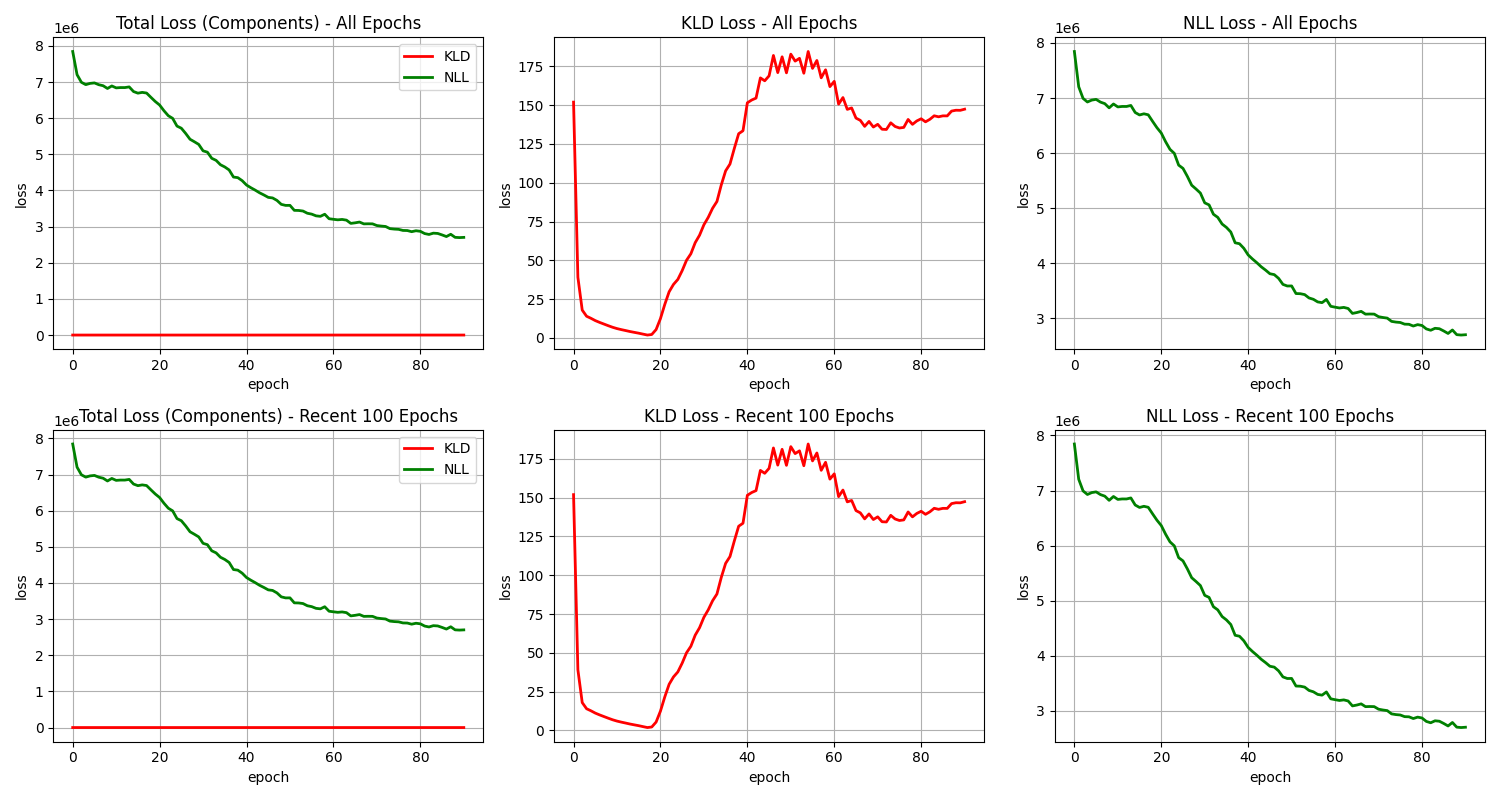 Total Loss (Components) - All Epochs
1e6
8
7
6
5
4
3
2
1
0
loss
0 20 40 60 80
epoch
KLD
NLL
KLD Loss - All Epochs
175
150
125
100
75
50
25
0
loss
0 20 40 60 80
epoch
NLL Loss - All Epochs
1e6
8
7
6
5
4
3
loss
0 20 40 60 80
epoch
Total Loss (Components) - Recent 100 Epochs
1e6
8
7
6
5
4
3
2
1
0
loss
0 20 40 60 80
epoch
KLD
NLL
KLD Loss - Recent 100 Epochs
175
150
125
100
75
50
25
0
loss
0 20 40 60 80
epoch
NLL Loss - Recent 100 Epochs
1e6
8
7
6
5
4
3
loss
0 20 40 60 80
epoch